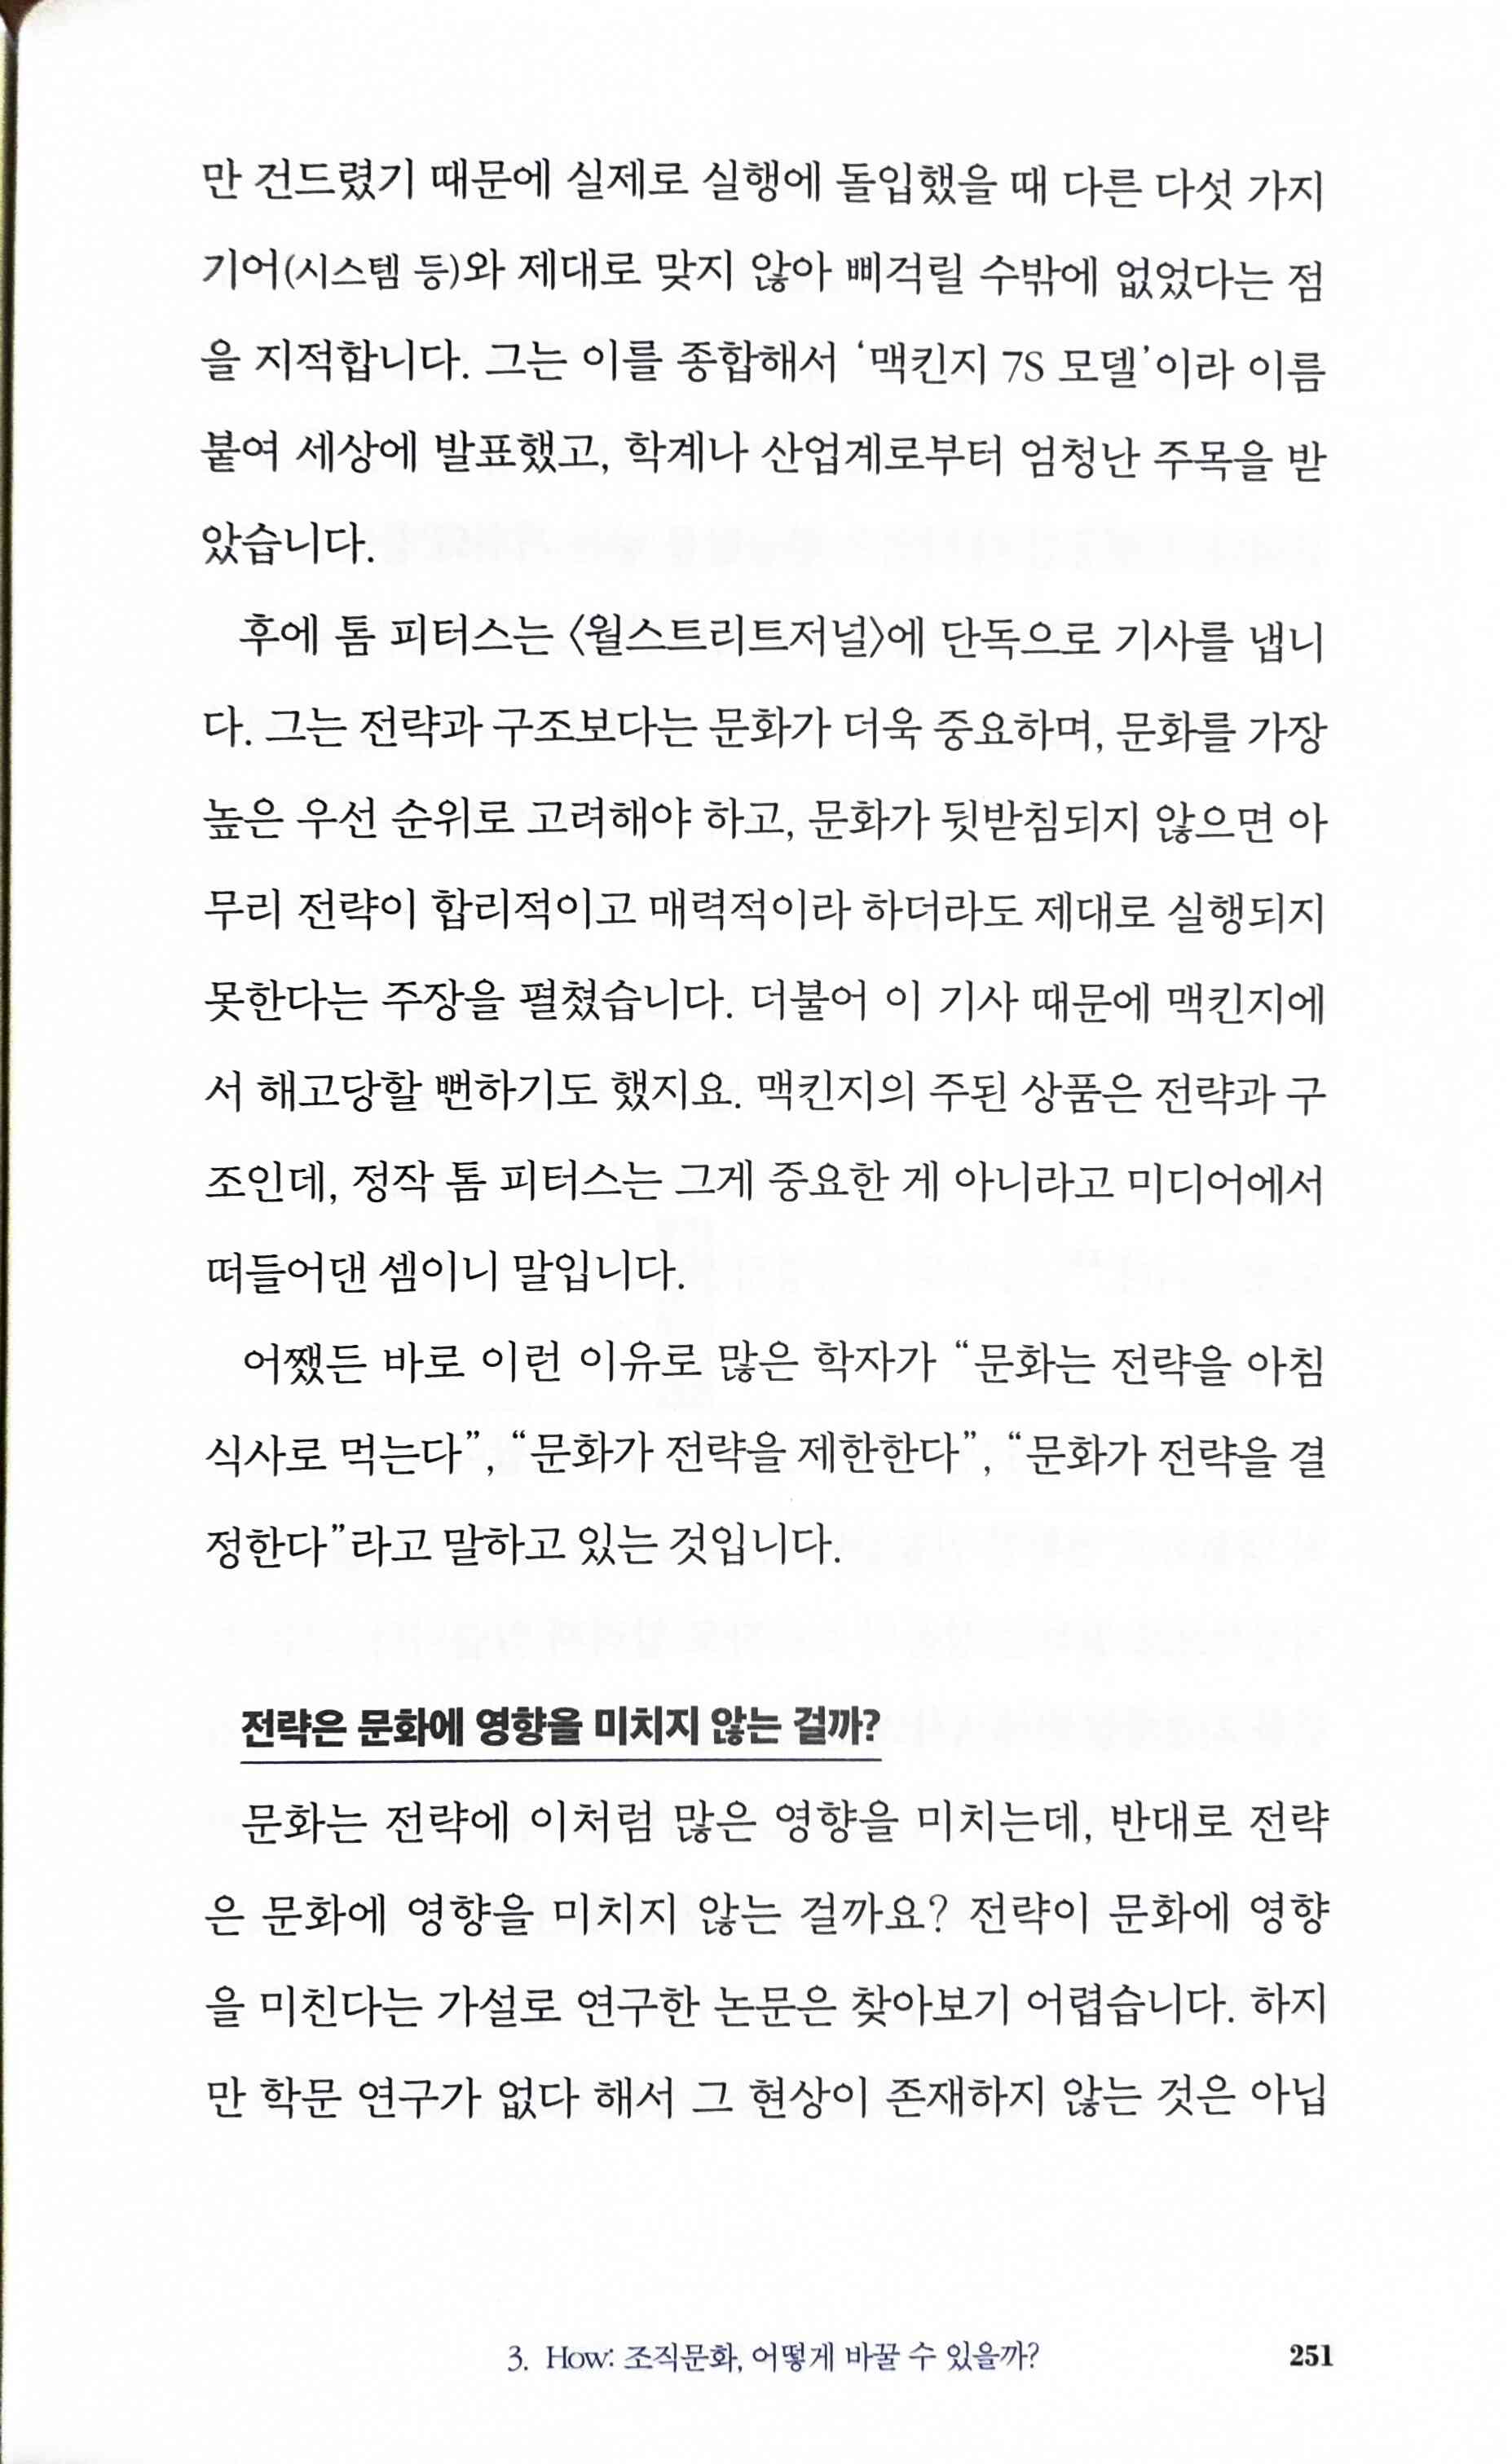 만 건드렸기 때문에 실제로 실행에 돌입했을 때 다른 다섯 가지
기어(시스템 등)와 제대로 맞지 않아 삐걱릴 수밖에 없었다는 점
을 지적합니다. 그는 이를 종합해서 ‘맥킨지 7S 모델’이라 이름
붙여 세상에 발표했고, 학계나 산업계로부터 엄청난 주목을 받
았습니다.
후에 톰 피터스는 〈월스트리트저널〉에 단독으로 기사를 냅니
다. 그는 전략과 구조보다는 문화가 더욱 중요하며, 문화를 가장
높은 우선 순위로 고려해야 하고, 문화가 뒷받침되지 않으면 아
무리 전략이 합리적이고 매력적이라 하더라도 제대로 실행되지
못한다는 주장을 펼쳤습니다. 더불어 이 기사 때문에 맥킨지에
서 해고당할 뻔하기도 했지요. 맥킨지의 주된 상품은 전략과 구
조인데, 정작 톰 피터스는 그게 중요한 게 아니라고 미디어에서
떠들어댄 셈이니 말입니다.
어쨌든 바로 이런 이유로 많은 학자가 “문화는 전략을 아침
식사로 먹는다”, “문화가 전략을 제한한다”, “문화가 전략을 결
정한다”라고 말하고 있는 것입니다.
전략은 문화에 영향을 미치지 않는 걸까?
문화는 전략에 이처럼 많은 영향을 미치는데, 반대로 전략
은 문화에 영향을 미치지 않는 걸까요? 전략이 문화에 영향
을 미친다는 가설로 연구한 논문은 찾아보기 어렵습니다. 하지
만 학문 연구가 없다 해서 그 현상이 존재하지 않는 것은 아닙
3. How: 조직문화, 어떻게 바꿀 수 있을까? 251